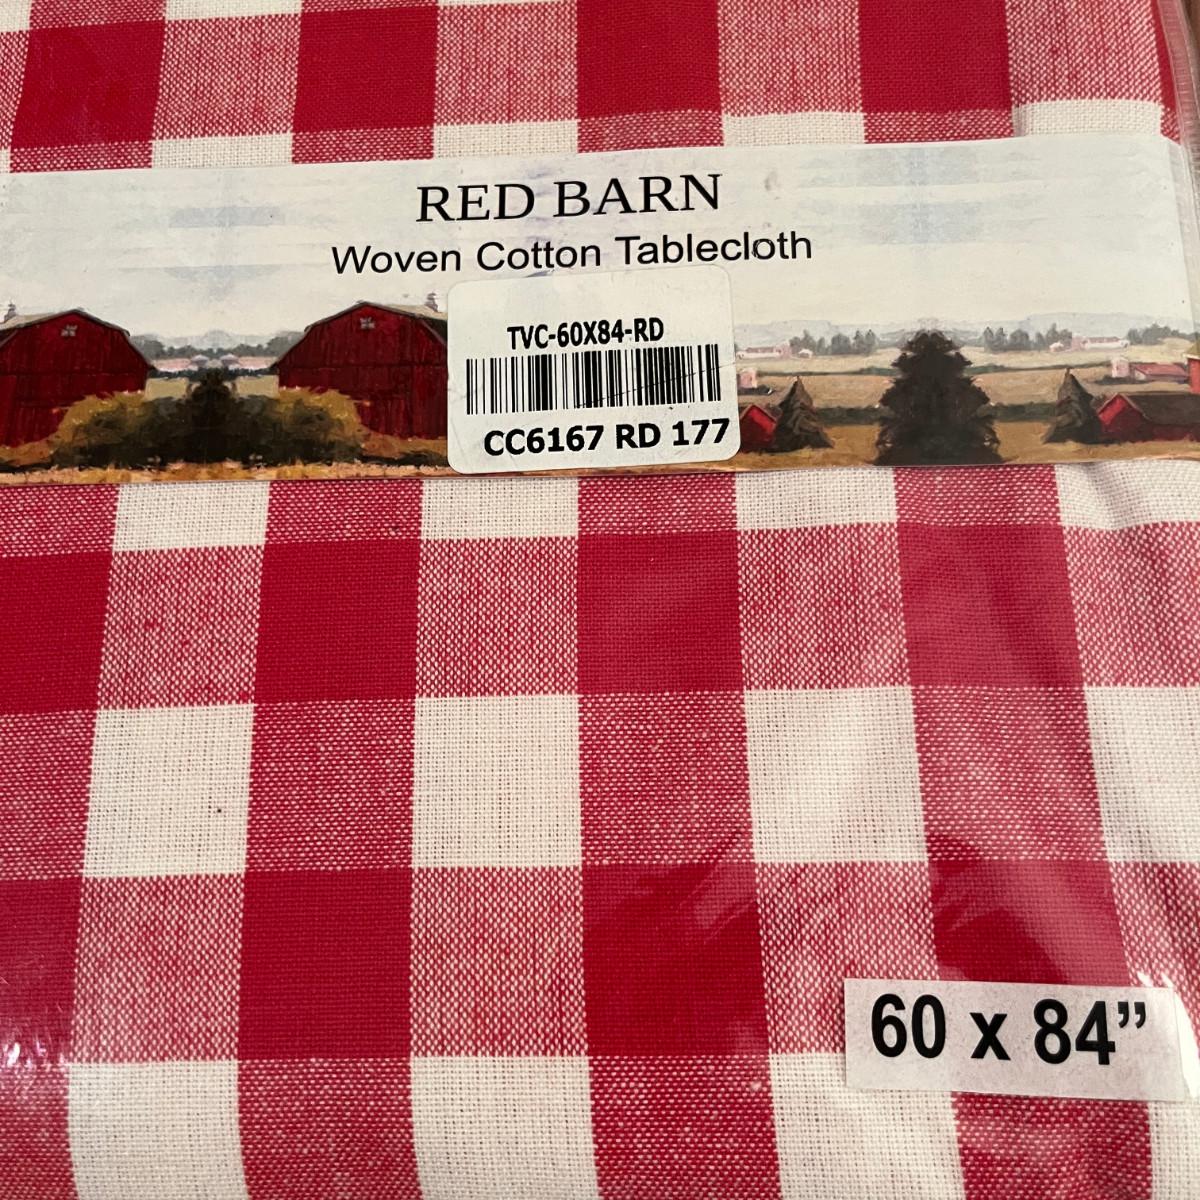 RED BARN
Woven Cotton Tablecloth
TVC-60X84-RD
CC6167 RD 177
60 x 84”